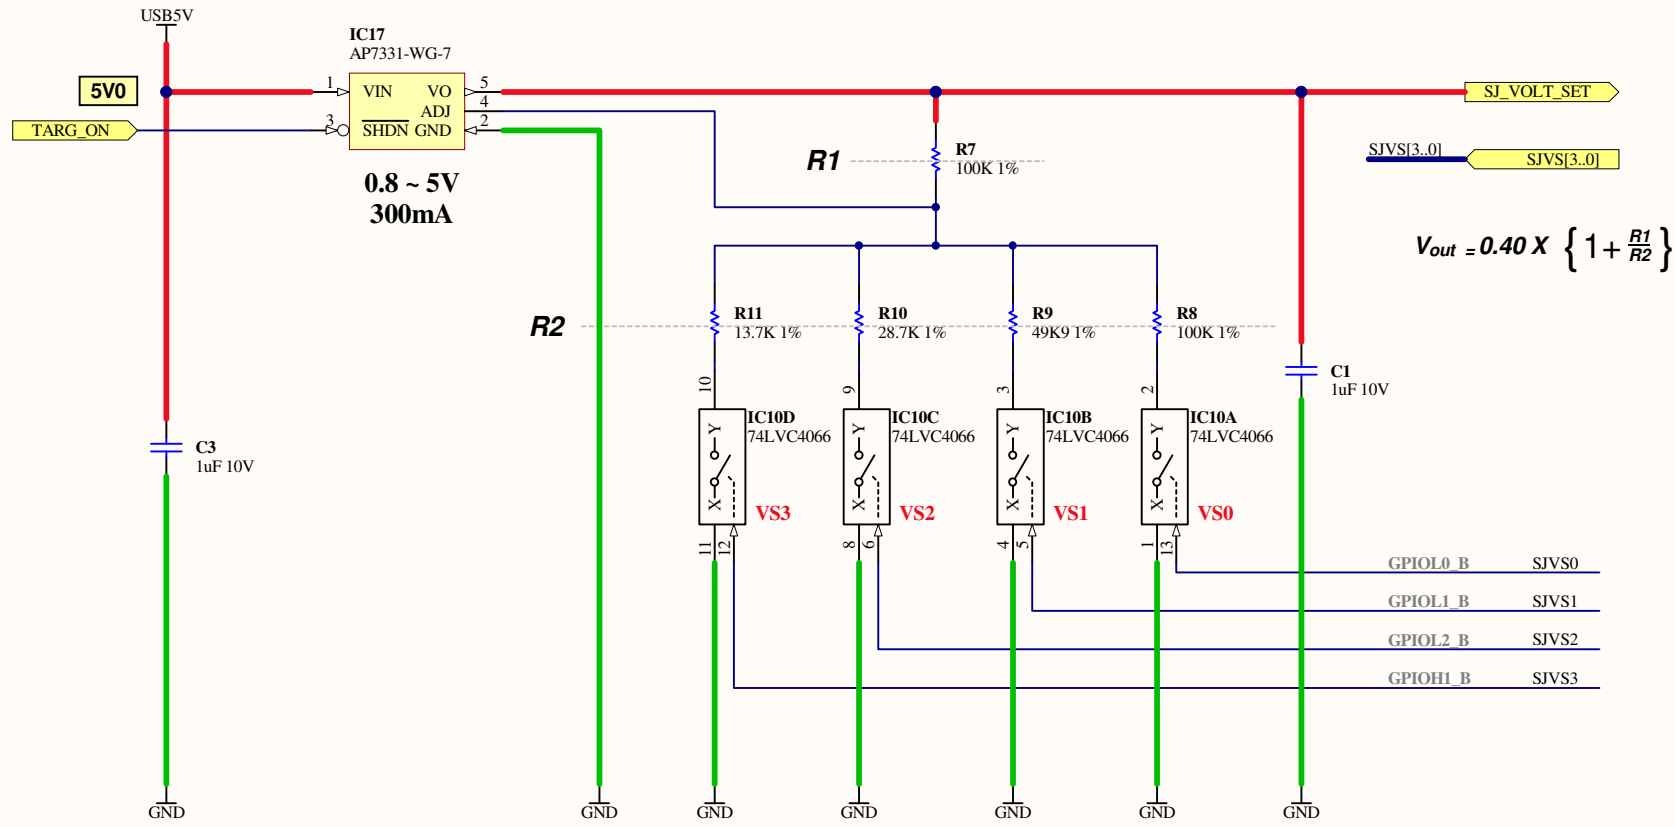 USB5V
IC17
AP7331-WG-7
5V0
1
VIN
VO
5
SJ_VOLT_SET
ADJ
4
TARG_ON
3
SHDN
GND
2
0.8 ~ 5V
300mA
R1
R7
100K 1%
SJVS[3..0]
SJVS[3..0]
Vout = 0.40 X { 1 + R1/R2 }
R2
R11
13.7K 1%
R10
28.7K 1%
R9
49K9 1%
R8
100K 1%
C1
1uF 10V
10
9
3
2
IC10D
74LVC4066
IC10C
74LVC4066
IC10B
74LVC4066
IC10A
74LVC4066
Y
Y
Y
Y
C3
1uF 10V
X
X
X
X
VS3
VS2
VS1
VS0
11
12
8
6
4
5
1
13
GPIOL0_B
SJVS0
GPIOL1_B
SJVS1
GPIOL2_B
SJVS2
GPIOH1_B
SJVS3
GND
GND
GND
GND
GND
GND
GND